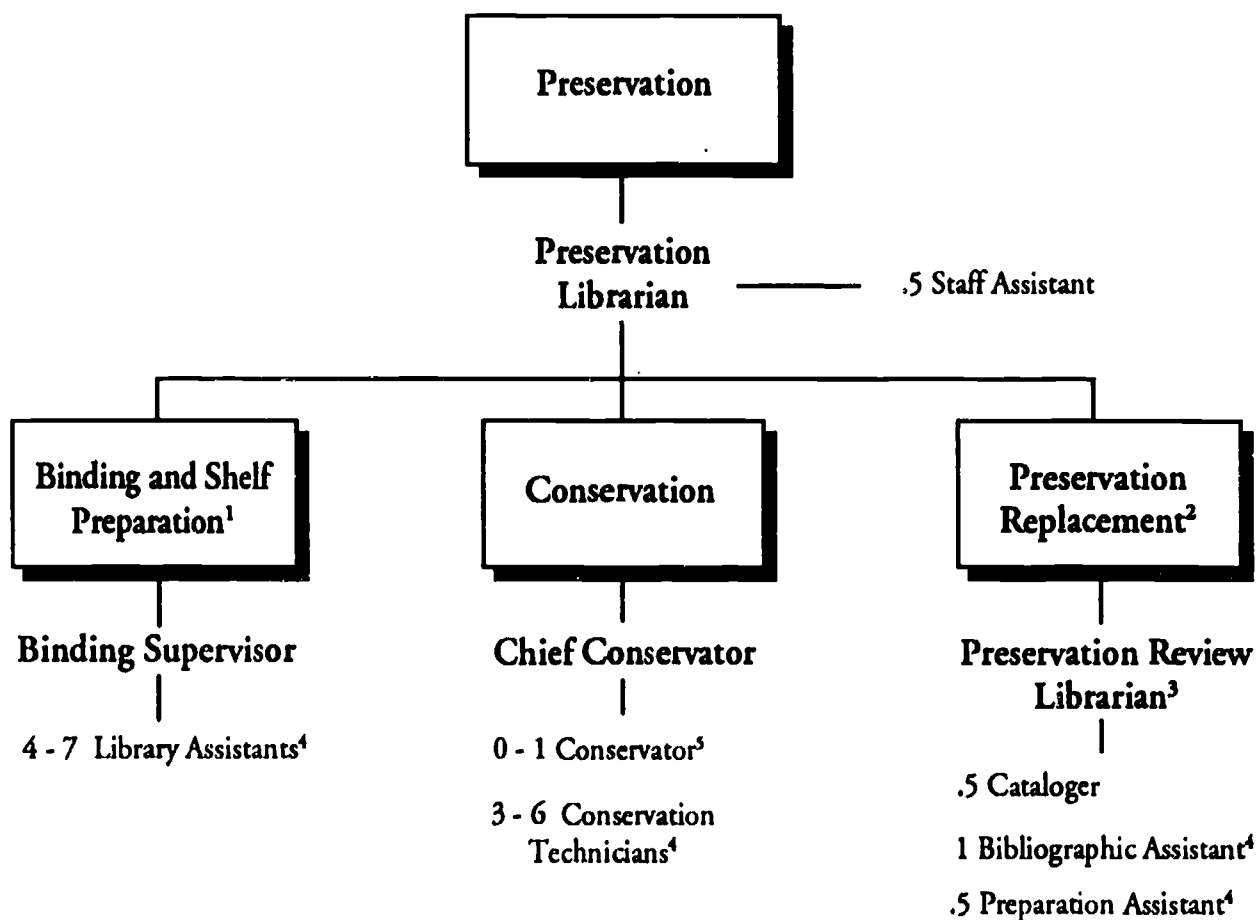 Preservation
Preservation
Librarian
.5 Staff Assistant
Binding and Shelf
Preparation¹
Conservation
Preservation
Replacement²
Binding Supervisor
4 - 7 Library Assistants⁴
Chief Conservator
0 - 1 Conservator⁵
3 - 6 Conservation
Technicians⁴
Preservation Review
Librarian³
.5 Cataloger
1 Bibliographic Assistant⁴
.5 Preparation Assistant⁴